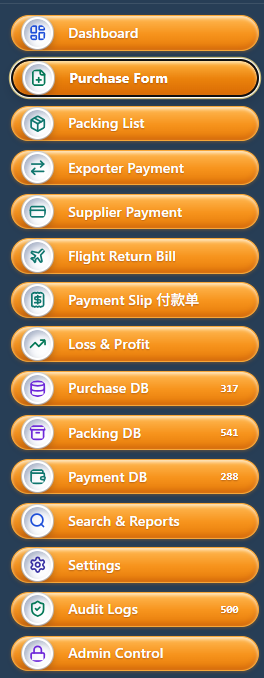 Dashboard
Purchase Form
Packing List
Exporter Payment
Supplier Payment
Flight Return Bill
Payment Slip 付款单
Loss & Profit
Purchase DB 317
Packing DB 541
Payment DB 288
Search & Reports
Settings
Audit Logs 500
Admin Control